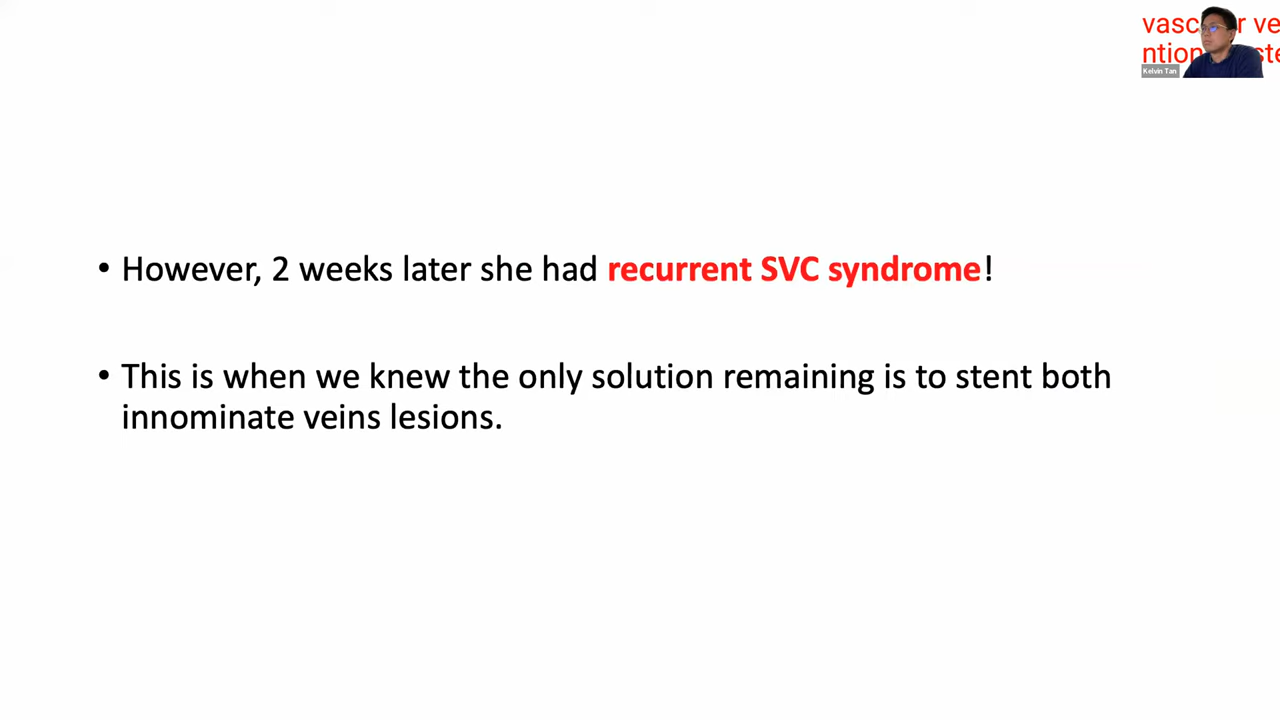 vasc r ve
ntion ste
Kelvin Tan
• However, 2 weeks later she had recurrent SVC syndrome!
• This is when we knew the only solution remaining is to stent both
innominate veins lesions.